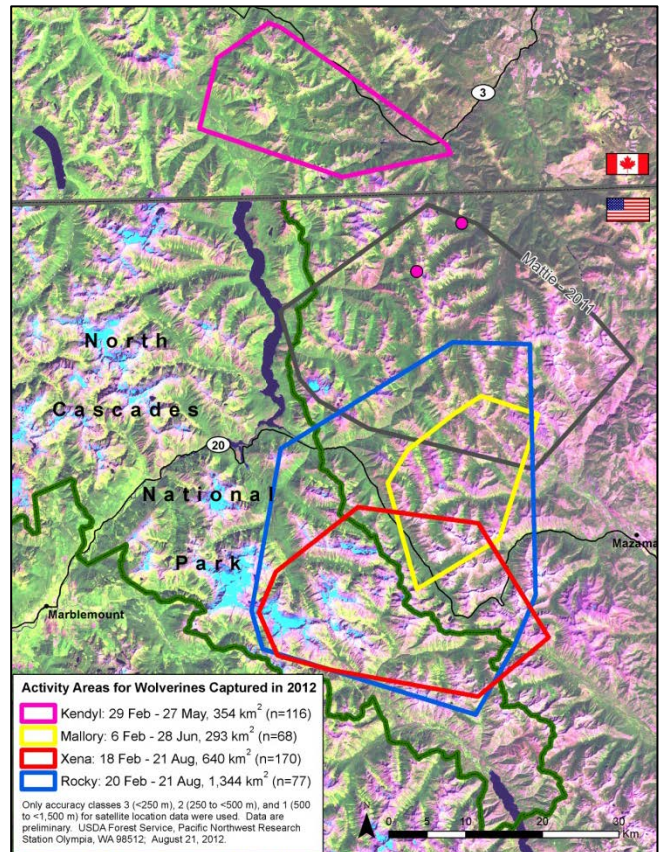 3
Mattie - 2011
North
Cascades
20
National
Park
Mazama
Marblemount
Activity Areas for Wolverines Captured in 2012
Kendyl: 29 Feb - 27 May, 354 km² (n=116)
Mallory: 6 Feb - 28 Jun, 293 km² (n=68)
Xena: 18 Feb - 21 Aug, 640 km² (n=170)
Rocky: 20 Feb - 21 Aug, 1,344 km² (n=77)
Only accuracy classes 3 (<250 m), 2 (250 to <500 m), and 1 (500
to <1,500 m) for satellite location data were used. Data are
preliminary. USDA Forest Service, Pacific Northwest Research
Station Olympia, WA 98512; August 21, 2012.
N
0 10 20 30
Km